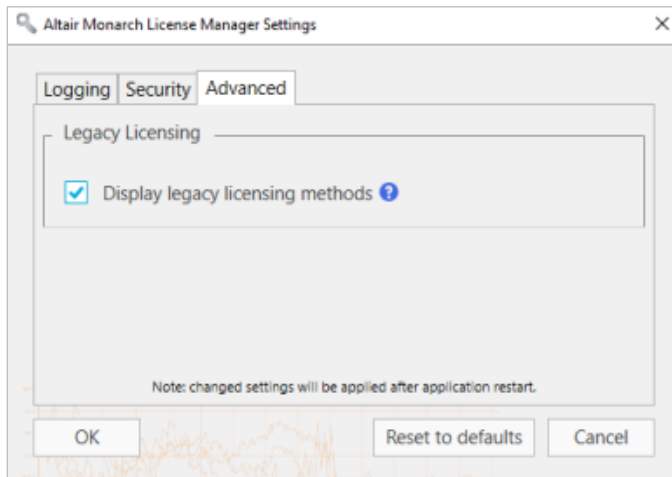 Altair Monarch License Manager Settings
Logging Security Advanced
Legacy Licensing
Display legacy licensing methods ?
Note: changed settings will be applied after application restart.
OK Reset to defaults Cancel